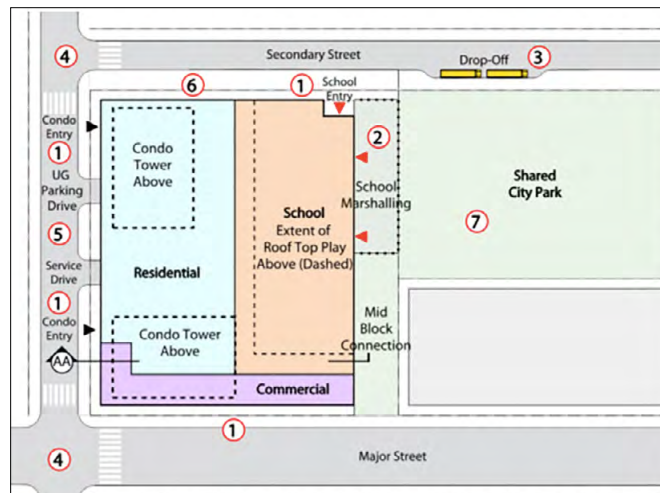 4
Secondary Street
Drop-Off
3
6
1
School
Entry
Condo
Entry
1
UG
Parking
Drive
5
Service
Drive
1
Condo
Entry
AA
Condo
Tower
Above
Residential
Condo Tower
Above
School
Extent of
Roof Top Play
Above (Dashed)
2
School
Marshalling
Shared
City Park
7
Mid
Block
Connection
Commercial
1
4
Major Street